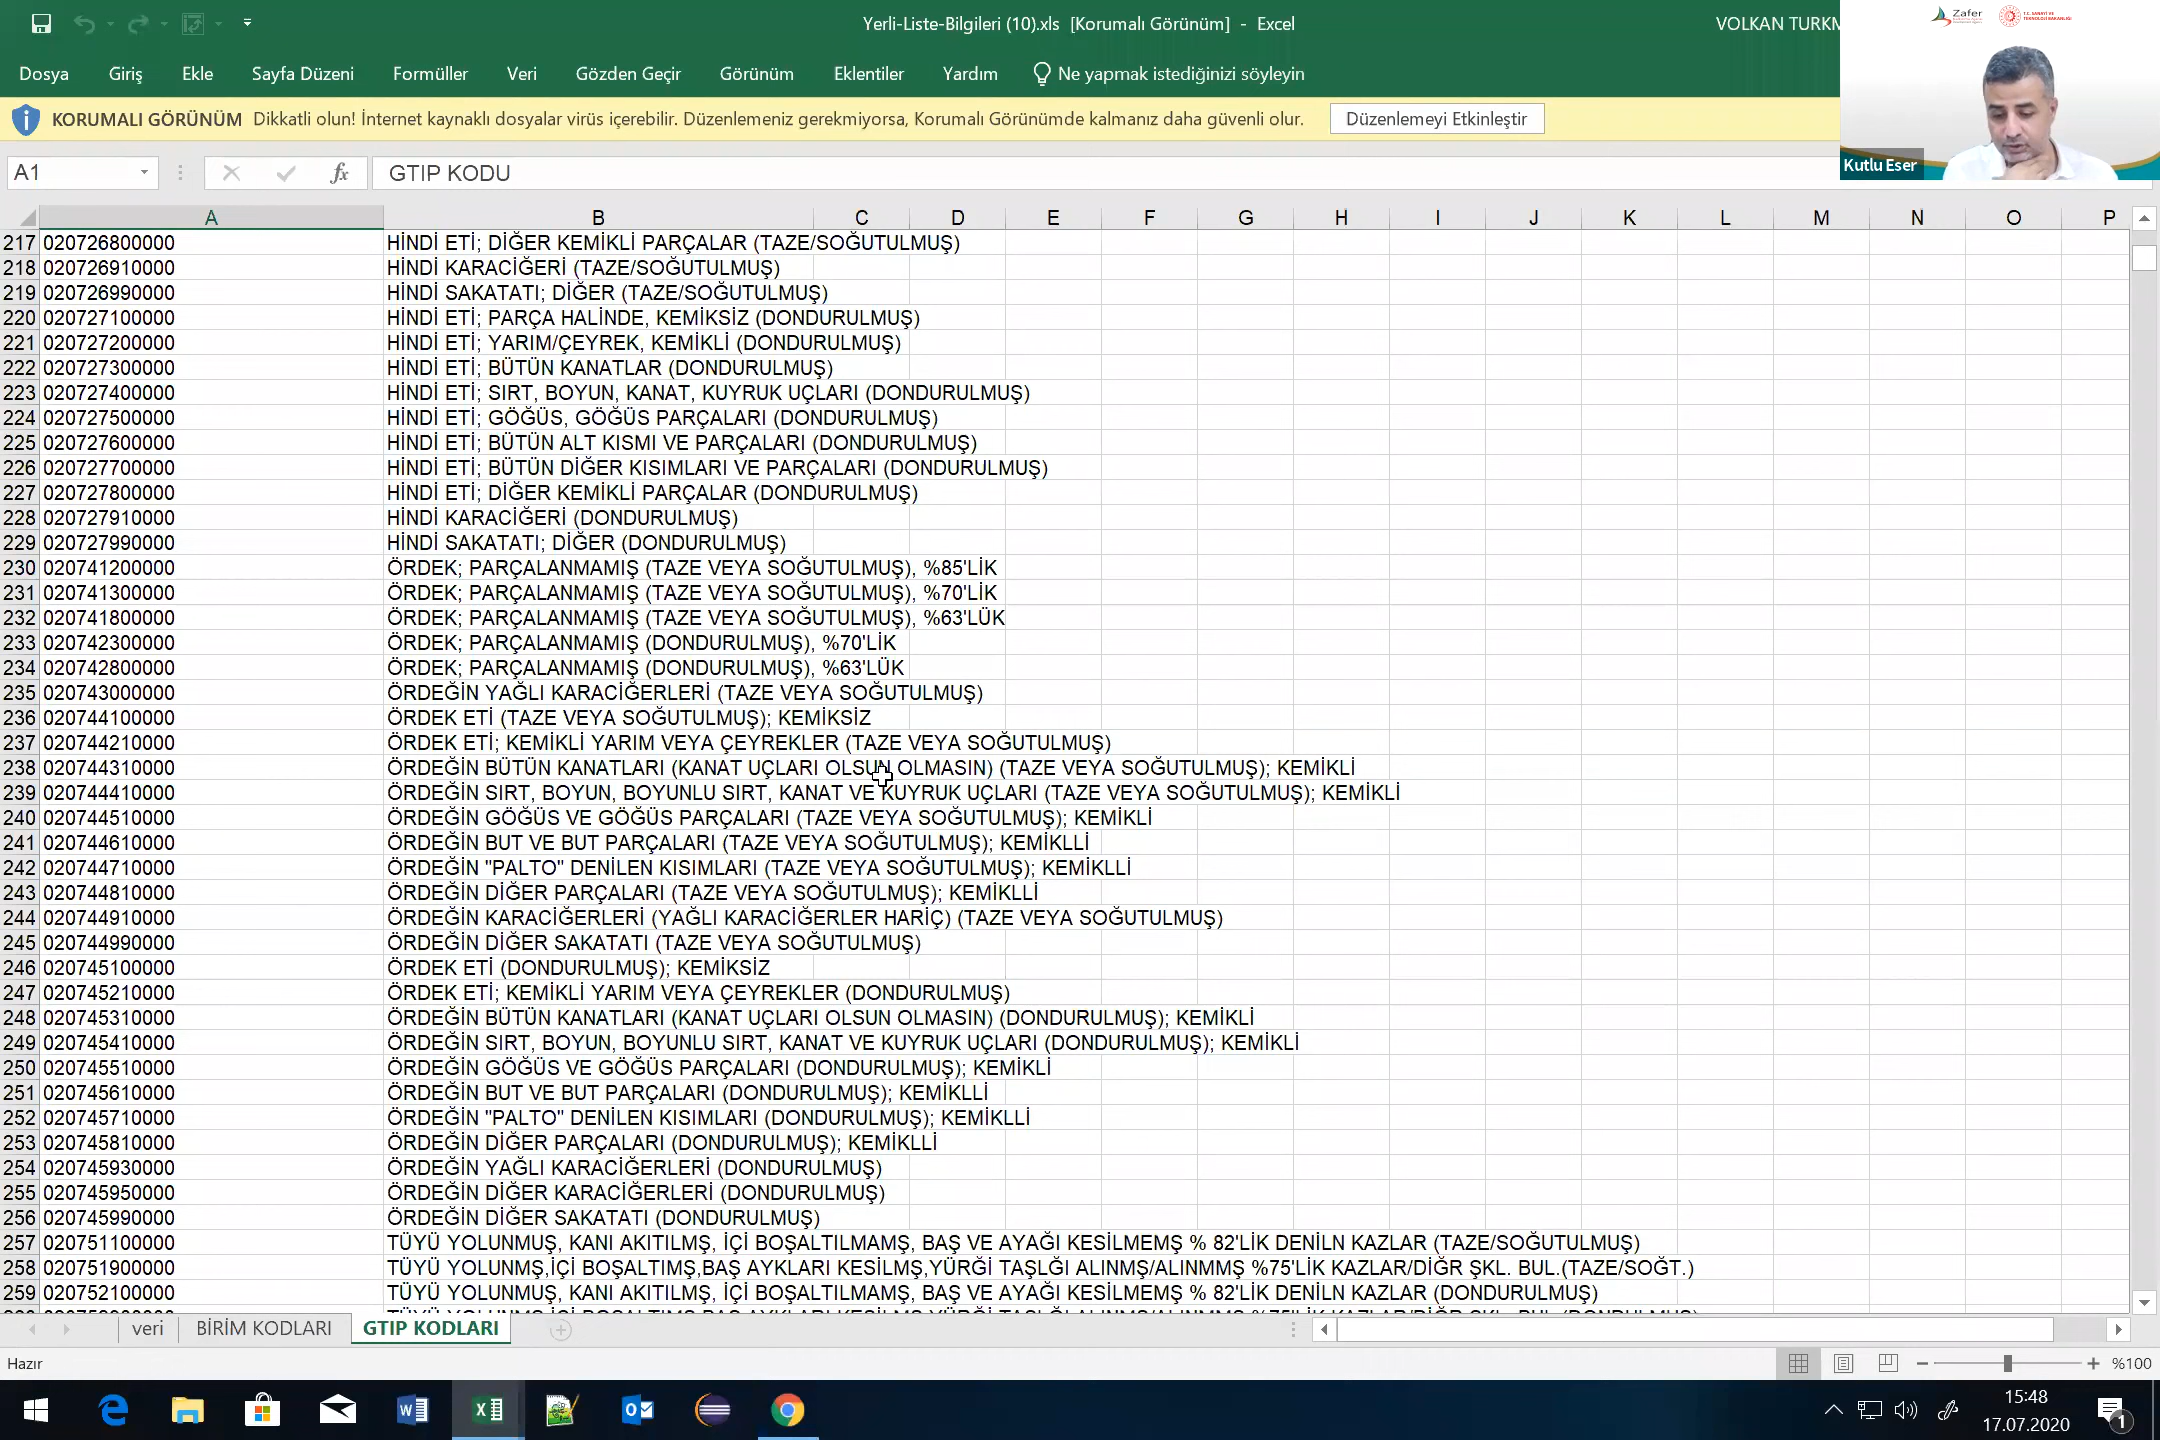 Yerli-Liste-Bilgileri (10).xls [Korumalı Görünüm] - Excel
VOLKAN TURKM
Zafer
Dosya Giriş Ekle Sayfa Düzeni Formüller Veri Gözden Geçir Görünüm Eklentiler Yardım Ne yapmak istediğinizi söyleyin
KORUMALI GÖRÜNÜM Dikkatli olun! İnternet kaynaklı dosyalar virüs içerebilir. Düzenlemeniz gerekmiyorsa, Korumalı Görünümde kalmanız daha güvenli olur. Düzenlemeyi Etkinleştir
Kutlu Eser
A1 fx GTIP KODU
A B C D E F G H I J K L M N O P
217 020726800000 HİNDİ ETİ; DİĞER KEMİKLİ PARÇALAR (TAZE/SOĞUTULMUŞ)
218 020726910000 HİNDİ KARACİĞERİ (TAZE/SOĞUTULMUŞ)
219 020726990000 HİNDİ SAKATATI; DİĞER (TAZE/SOĞUTULMUŞ)
220 020727100000 HİNDİ ETİ; PARÇA HALİNDE, KEMİKSİZ (DONDURULMUŞ)
221 020727200000 HİNDİ ETİ; YARIM/ÇEYREK, KEMİKLİ (DONDURULMUŞ)
222 020727300000 HİNDİ ETİ; BÜTÜN KANATLAR (DONDURULMUŞ)
223 020727400000 HİNDİ ETİ; SIRT, BOYUN, KANAT, KUYRUK UÇLARI (DONDURULMUŞ)
224 020727500000 HİNDİ ETİ; GÖĞÜS, GÖĞÜS PARÇALARI (DONDURULMUŞ)
225 020727600000 HİNDİ ETİ; BÜTÜN ALT KISMI VE PARÇALARI (DONDURULMUŞ)
226 020727700000 HİNDİ ETİ; BÜTÜN DİĞER KISIMLARI VE PARÇALARI (DONDURULMUŞ)
227 020727800000 HİNDİ ETİ; DİĞER KEMİKLİ PARÇALAR (DONDURULMUŞ)
228 020727910000 HİNDİ KARACİĞERİ (DONDURULMUŞ)
229 020727990000 HİNDİ SAKATATI; DİĞER (DONDURULMUŞ)
230 020741200000 ÖRDEK; PARÇALANMAMIŞ (TAZE VEYA SOĞUTULMUŞ), %85'LİK
231 020741300000 ÖRDEK; PARÇALANMAMIŞ (TAZE VEYA SOĞUTULMUŞ), %70'LİK
232 020741800000 ÖRDEK; PARÇALANMAMIŞ (TAZE VEYA SOĞUTULMUŞ), %63'LÜK
233 020742300000 ÖRDEK; PARÇALANMAMIŞ (DONDURULMUŞ), %70'LİK
234 020742800000 ÖRDEK; PARÇALANMAMIŞ (DONDURULMUŞ), %63'LÜK
235 020743000000 ÖRDEĞİN YAĞLI KARACİĞERLERİ (TAZE VEYA SOĞUTULMUŞ)
236 020744100000 ÖRDEK ETİ (TAZE VEYA SOĞUTULMUŞ); KEMİKSİZ
237 020744210000 ÖRDEK ETİ; KEMİKLİ YARIM VEYA ÇEYREKLER (TAZE VEYA SOĞUTULMUŞ)
238 020744310000 ÖRDEĞİN BÜTÜN KANATLARI (KANAT UÇLARI OLSUN OLMASIN) (TAZE VEYA SOĞUTULMUŞ); KEMİKLİ
239 020744410000 ÖRDEĞİN SIRT, BOYUN, BOYUNLU SIRT, KANAT VE KUYRUK UÇLARI (TAZE VEYA SOĞUTULMUŞ); KEMİKLİ
240 020744510000 ÖRDEĞİN GÖĞÜS VE GÖĞÜS PARÇALARI (TAZE VEYA SOĞUTULMUŞ); KEMİKLİ
241 020744610000 ÖRDEĞİN BUT VE BUT PARÇALARI (TAZE VEYA SOĞUTULMUŞ); KEMİKLLİ
242 020744710000 ÖRDEĞİN "PALTO" DENİLEN KISIMLARI (TAZE VEYA SOĞUTULMUŞ); KEMİKLLİ
243 020744810000 ÖRDEĞİN DİĞER PARÇALARI (TAZE VEYA SOĞUTULMUŞ); KEMİKLLİ
244 020744910000 ÖRDEĞİN KARACİĞERLERİ (YAĞLI KARACİĞERLER HARİÇ) (TAZE VEYA SOĞUTULMUŞ)
245 020744990000 ÖRDEĞİN DİĞER SAKATATI (TAZE VEYA SOĞUTULMUŞ)
246 020745100000 ÖRDEK ETİ (DONDURULMUŞ); KEMİKSİZ
247 020745210000 ÖRDEK ETİ; KEMİKLİ YARIM VEYA ÇEYREKLER (DONDURULMUŞ)
248 020745310000 ÖRDEĞİN BÜTÜN KANATLARI (KANAT UÇLARI OLSUN OLMASIN) (DONDURULMUŞ); KEMİKLİ
249 020745410000 ÖRDEĞİN SIRT, BOYUN, BOYUNLU SIRT, KANAT VE KUYRUK UÇLARI (DONDURULMUŞ); KEMİKLİ
250 020745510000 ÖRDEĞİN GÖĞÜS VE GÖĞÜS PARÇALARI (DONDURULMUŞ); KEMİKLİ
251 020745610000 ÖRDEĞİN BUT VE BUT PARÇALARI (DONDURULMUŞ); KEMİKLLİ
252 020745710000 ÖRDEĞİN "PALTO" DENİLEN KISIMLARI (DONDURULMUŞ); KEMİKLLİ
253 020745810000 ÖRDEĞİN DİĞER PARÇALARI (DONDURULMUŞ); KEMİKLLİ
254 020745930000 ÖRDEĞİN YAĞLI KARACİĞERLERİ (DONDURULMUŞ)
255 020745950000 ÖRDEĞİN DİĞER KARACİĞERLERİ (DONDURULMUŞ)
256 020745990000 ÖRDEĞİN DİĞER SAKATATI (DONDURULMUŞ)
257 020751100000 TÜYÜ YOLUNMUŞ, KANI AKITILMŞ, İÇİ BOŞALTILMAMŞ, BAŞ VE AYAĞI KESİLMEMŞ % 82'LİK DENİLN KAZLAR (TAZE/SOĞUTULMUŞ)
258 020751900000 TÜYÜ YOLUNMŞ,İÇİ BOŞALTIMŞ,BAŞ AYKLARI KESİLMŞ,YÜRĞİ TAŞLĞI ALINMŞ/ALINMMŞ %75'LİK KAZLAR/DİĞR ŞKL. BUL.(TAZE/SOĞT.)
259 020752100000 TÜYÜ YOLUNMUŞ, KANI AKITILMŞ, İÇİ BOŞALTILMAMŞ, BAŞ VE AYAĞI KESİLMEMŞ % 82'LİK DENİLN KAZLAR (DONDURULMUŞ)
veri BİRİM KODLARI GTIP KODLARI
Hazır
%100
15:48
17.07.2020
1